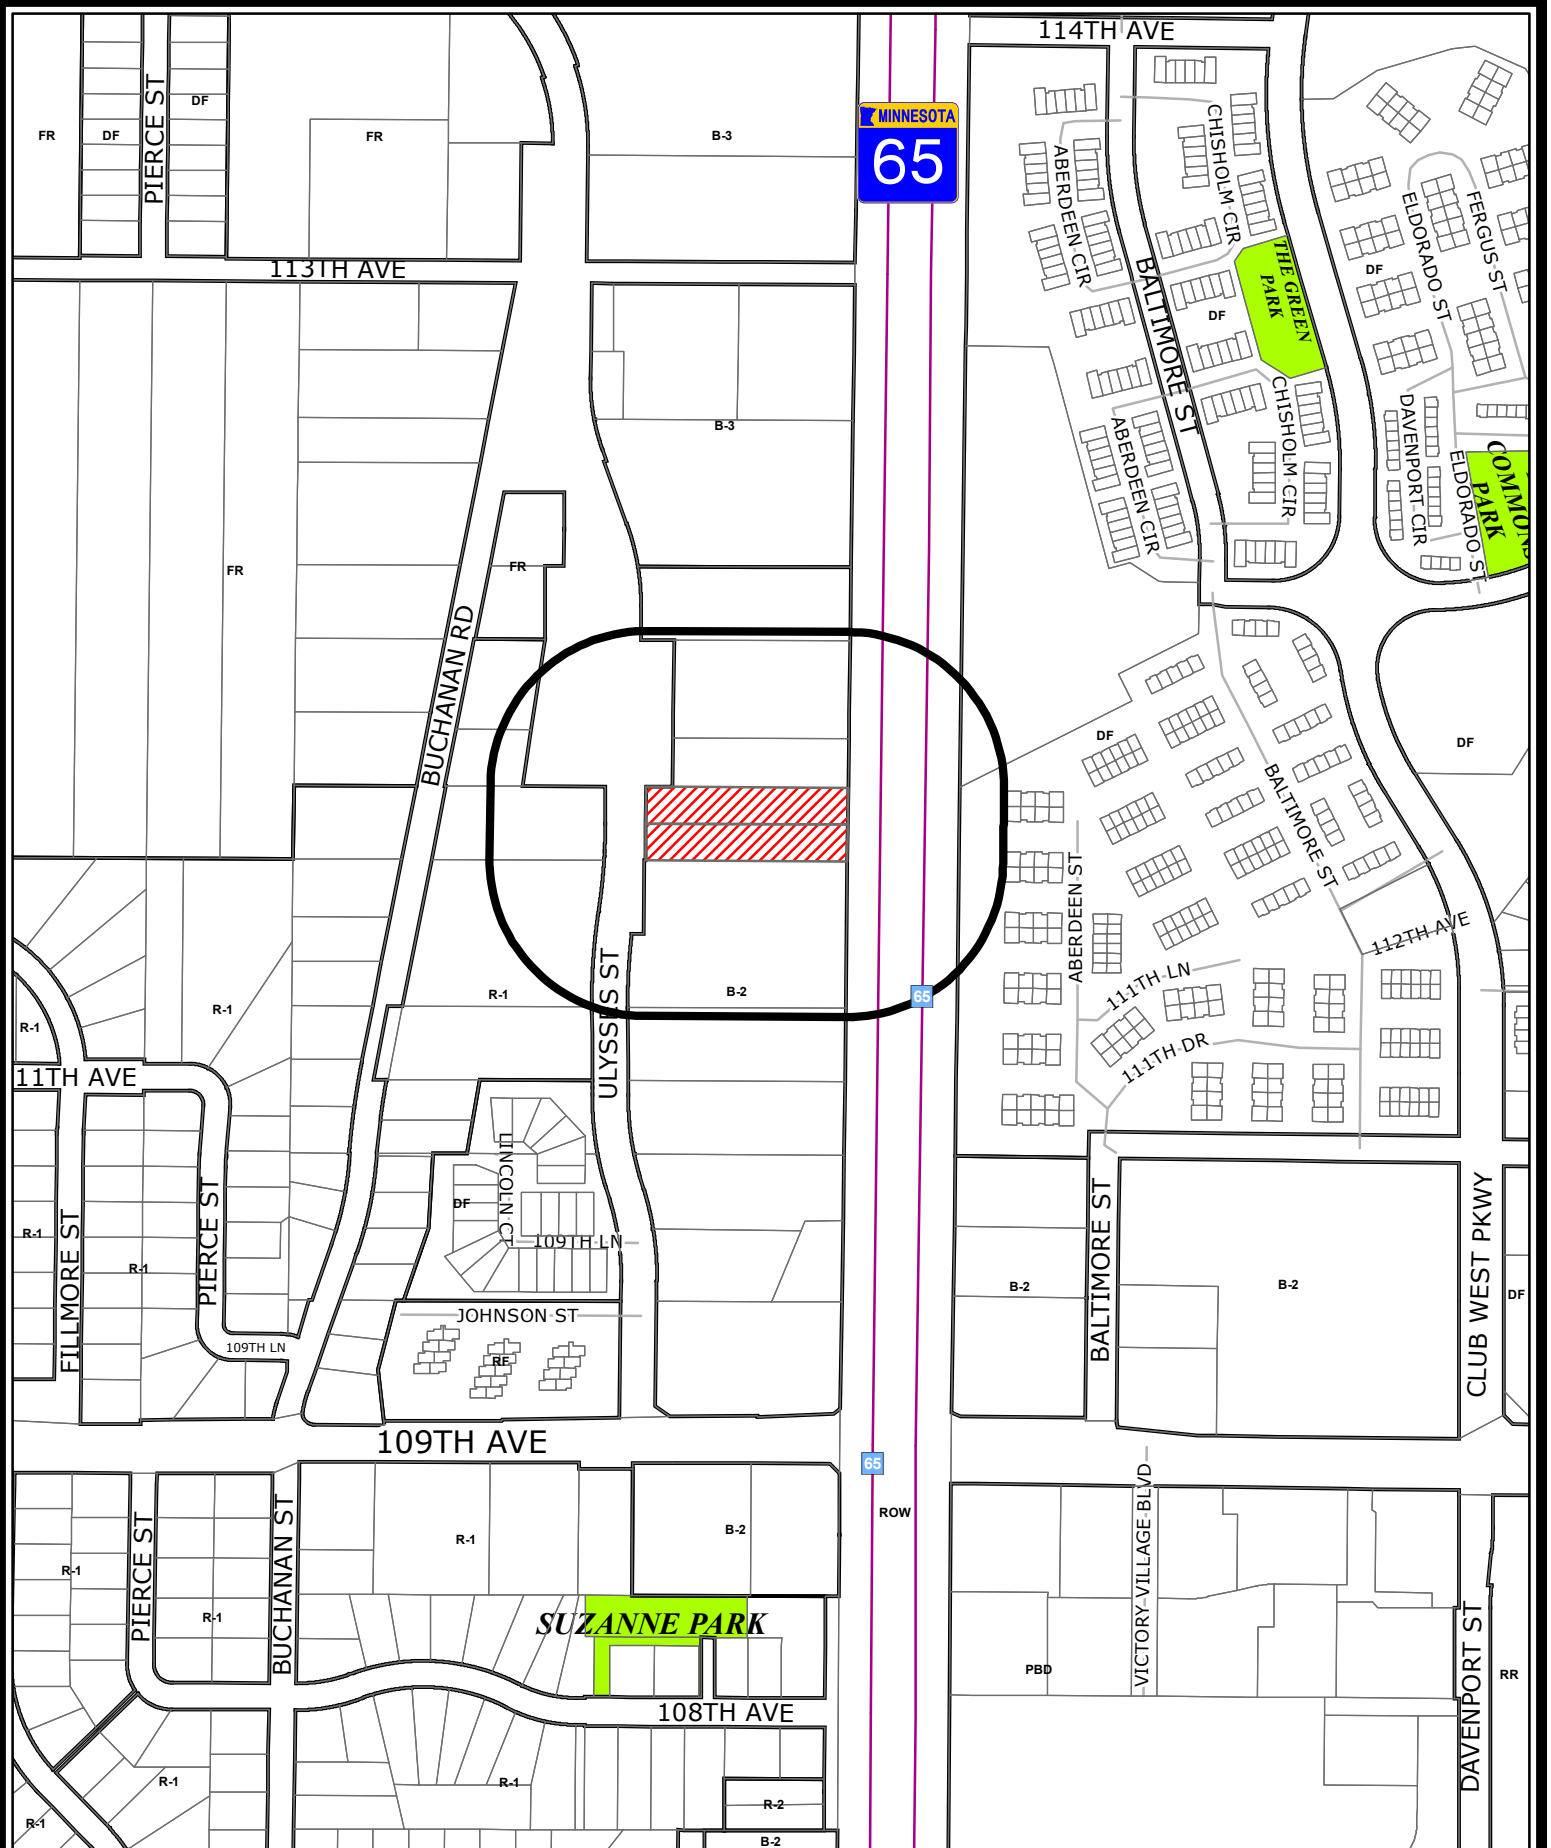 114TH AVE
PIERCE ST
DF
FR
DF
FR
B-3
MINNESOTA
65
CHISHOLM CIR
ABERDEEN CIR
ELDORADO ST
FERGUS ST
113TH AVE
BALTIMORE ST
THE GREEN
PARK
DF
DF
B-3
CHISHOLM CIR
DAVENPORT CIR
ABERDEEN CIR
ELDORADO ST
COMMONS
PARK
FR
FR
BUCHANAN RD
DF
DF
BALTIMORE ST
ABERDEEN ST
112TH AVE
111TH LN
111TH DR
R-1
B-2
65
ULYSSES ST
R-1
R-1
11TH AVE
LINCOLN CT
DF
109TH LN
PIERCE ST
FILLMORE ST
R-1
R-1
BALTIMORE ST
CLUB WEST PKWY
B-2
B-2
DF
JOHNSON ST
109TH LN
RF
109TH AVE
65
ROW
VICTORY VILLAGE BLVD
PIERCE ST
BUCHANAN ST
R-1
B-2
R-1
R-1
SUZANNE PARK
PBD
DAVENPORT ST
RR
108TH AVE
R-1
R-1
R-2
R-1
B-2